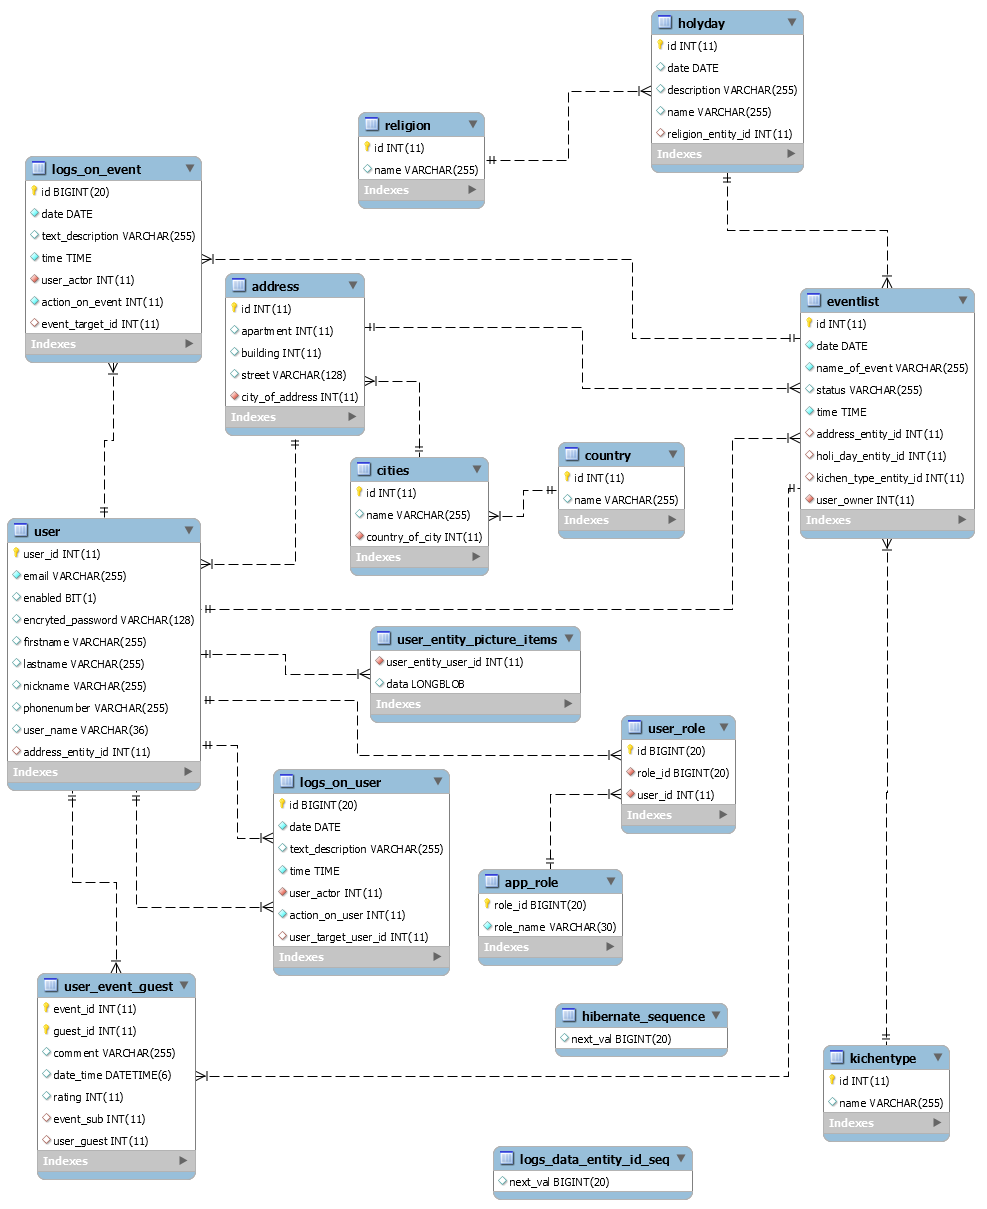 holyday
id INT(11)
date DATE
description VARCHAR(255)
name VARCHAR(255)
religion_entity_id INT(11)
Indexes
religion
id INT(11)
name VARCHAR(255)
Indexes
logs_on_event
id BIGINT(20)
date DATE
text_description VARCHAR(255)
time TIME
user_actor INT(11)
action_on_event INT(11)
event_target_id INT(11)
Indexes
address
id INT(11)
apartment INT(11)
building INT(11)
street VARCHAR(128)
city_of_address INT(11)
Indexes
eventlist
id INT(11)
date DATE
name_of_event VARCHAR(255)
status VARCHAR(255)
time TIME
address_entity_id INT(11)
holi_day_entity_id INT(11)
kichen_type_entity_id INT(11)
user_owner INT(11)
Indexes
cities
id INT(11)
name VARCHAR(255)
country_of_city INT(11)
Indexes
country
id INT(11)
name VARCHAR(255)
Indexes
user
user_id INT(11)
email VARCHAR(255)
enabled BIT(1)
encryted_password VARCHAR(128)
firstname VARCHAR(255)
lastname VARCHAR(255)
nickname VARCHAR(255)
phonenumber VARCHAR(255)
user_name VARCHAR(36)
address_entity_id INT(11)
Indexes
user_entity_picture_items
user_entity_user_id INT(11)
data LONGBLOB
Indexes
user_role
id BIGINT(20)
role_id BIGINT(20)
user_id INT(11)
Indexes
logs_on_user
id BIGINT(20)
date DATE
text_description VARCHAR(255)
time TIME
user_actor INT(11)
action_on_user INT(11)
user_target_user_id INT(11)
Indexes
app_role
role_id BIGINT(20)
role_name VARCHAR(30)
Indexes
user_event_guest
event_id INT(11)
guest_id INT(11)
comment VARCHAR(255)
date_time DATETIME(6)
rating INT(11)
event_sub INT(11)
user_guest INT(11)
Indexes
hibernate_sequence
next_val BIGINT(20)
kichentype
id INT(11)
name VARCHAR(255)
Indexes
logs_data_entity_id_seq
next_val BIGINT(20)